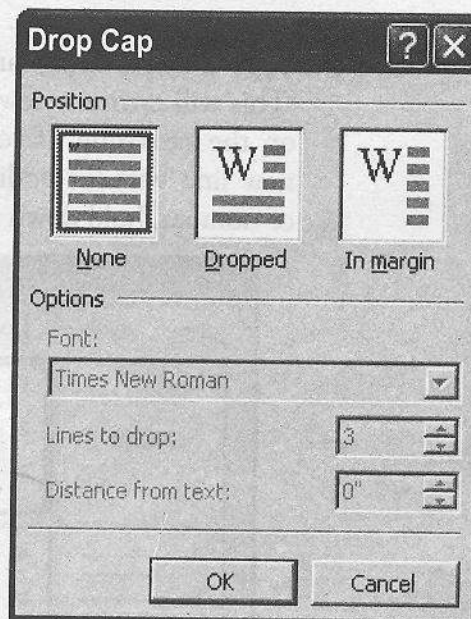 Drop Cap ? X
Position
W W W
None Dropped In margin
Options
Font:
Times New Roman
Lines to drop: 3
Distance from text: 0"
OK Cancel